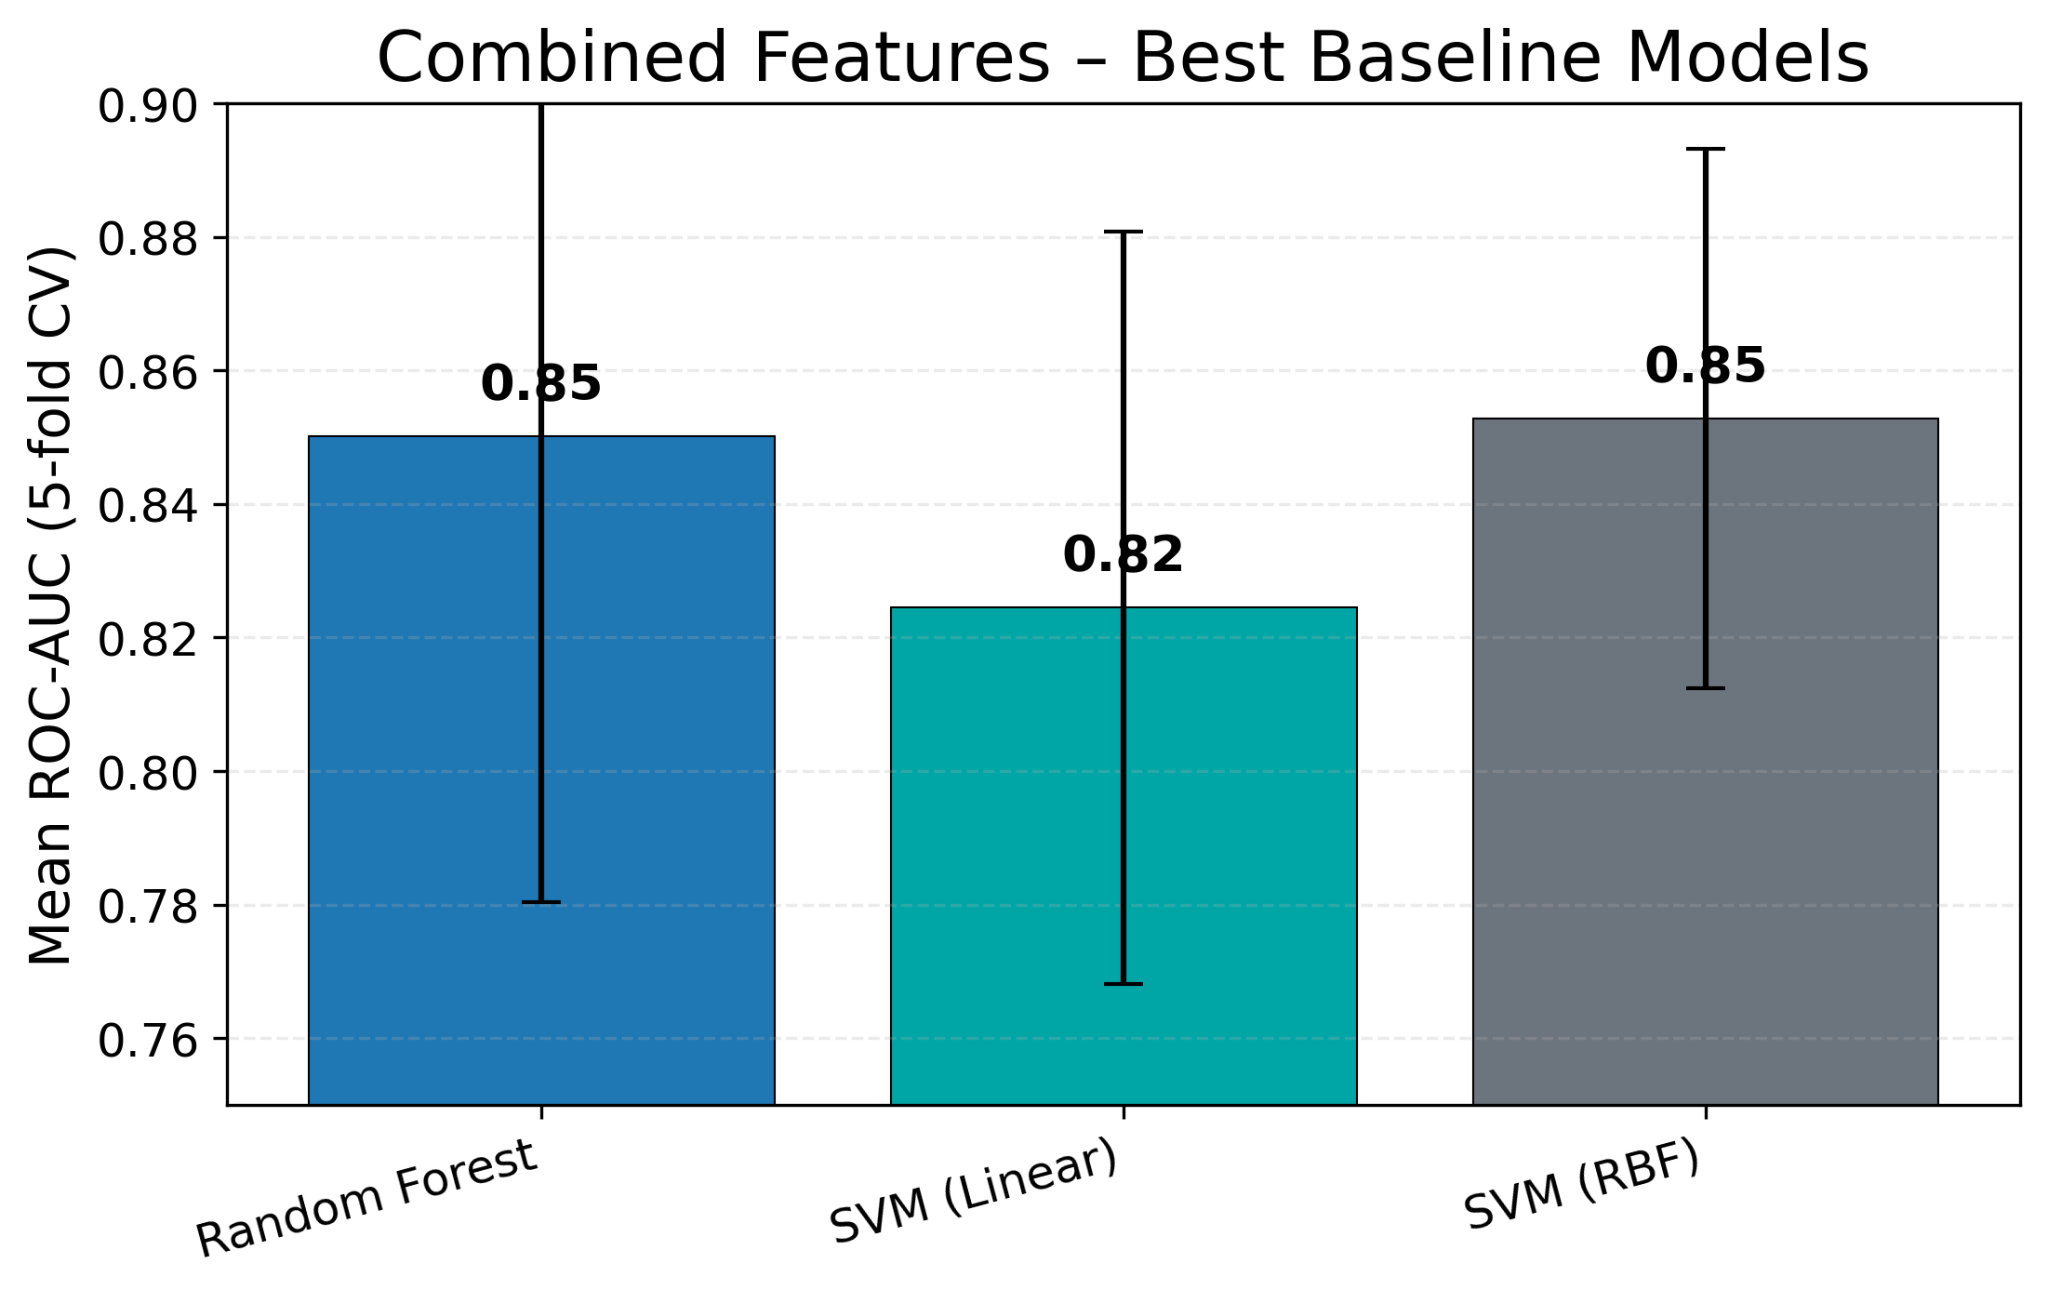 Combined Features – Best Baseline Models
Mean ROC-AUC (5-fold CV)
0.90
0.88
0.86
0.84
0.82
0.80
0.78
0.76
0.85
0.82
0.85
Random Forest
SVM (Linear)
SVM (RBF)